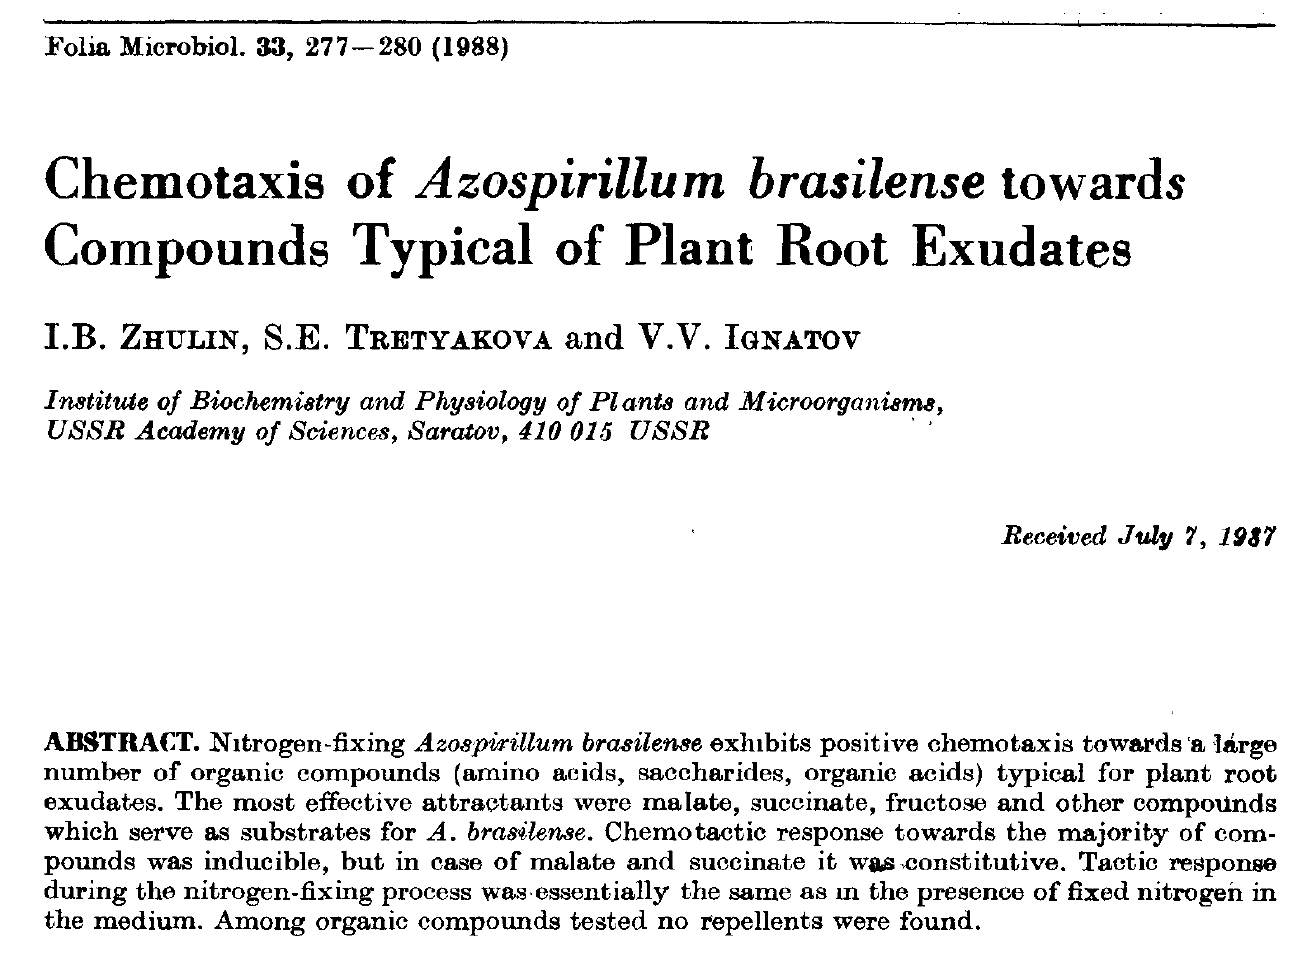 Folia Microbiol. 33, 277—280 (1988)
Chemotaxis of Azospirillum brasilense towards
Compounds Typical of Plant Root Exudates
I.B. ZHULIN, S.E. TRETYAKOVA and V.V. IGNATOV
Institute of Biochemistry and Physiology of Plants and Microorganisms,
USSR Academy of Sciences, Saratov, 410 015 USSR
Received July 7, 1987
ABSTRACT. Nitrogen-fixing Azospirillum brasilense exhibits positive chemotaxis towards a large
number of organic compounds (amino acids, saccharides, organic acids) typical for plant root
exudates. The most effective attractants were malate, succinate, fructose and other compounds
which serve as substrates for A. brasilense. Chemotactic response towards the majority of com-
pounds was inducible, but in case of malate and succinate it was constitutive. Tactic response
during the nitrogen-fixing process was essentially the same as in the presence of fixed nitrogen in
the medium. Among organic compounds tested no repellents were found.